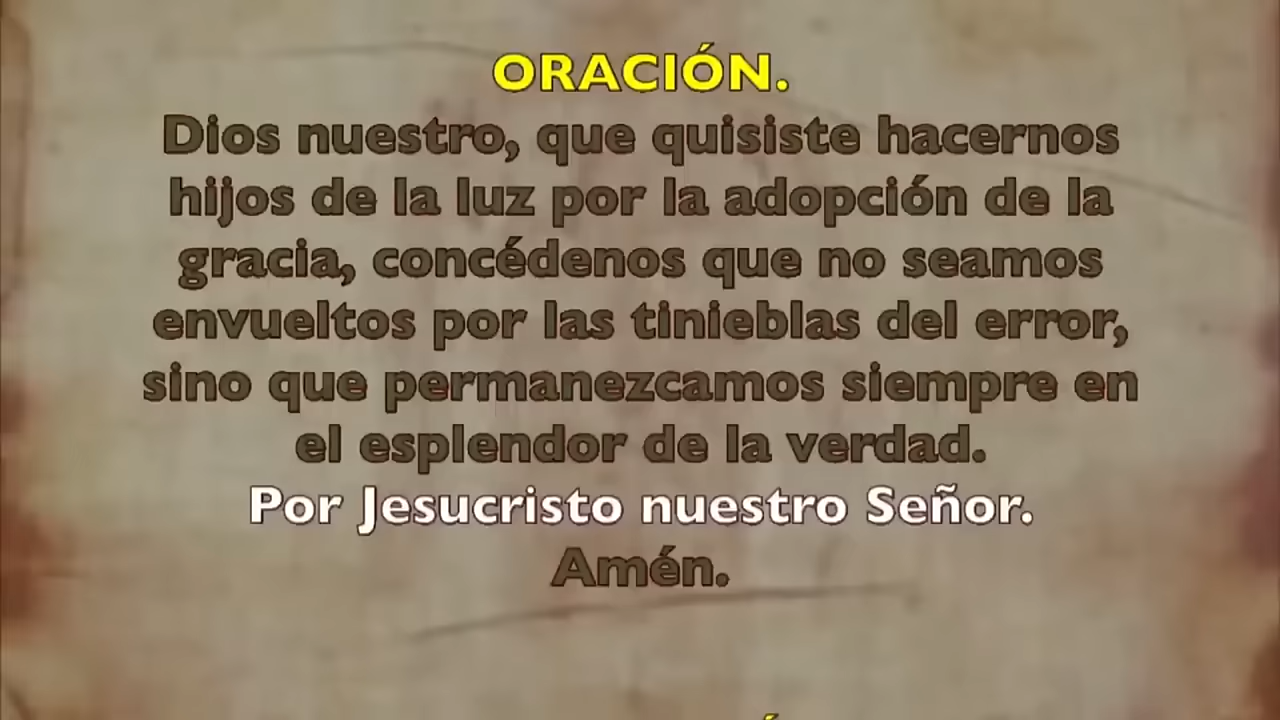 ORACIÓN.
Dios nuestro, que quisiste hacernos
hijos de la luz por la adopción de la
gracia, concédenos que no seamos
envueltos por las tinieblas del error,
sino que permanezcamos siempre en
el esplendor de la verdad.
Por Jesucristo nuestro Señor.
Amén.